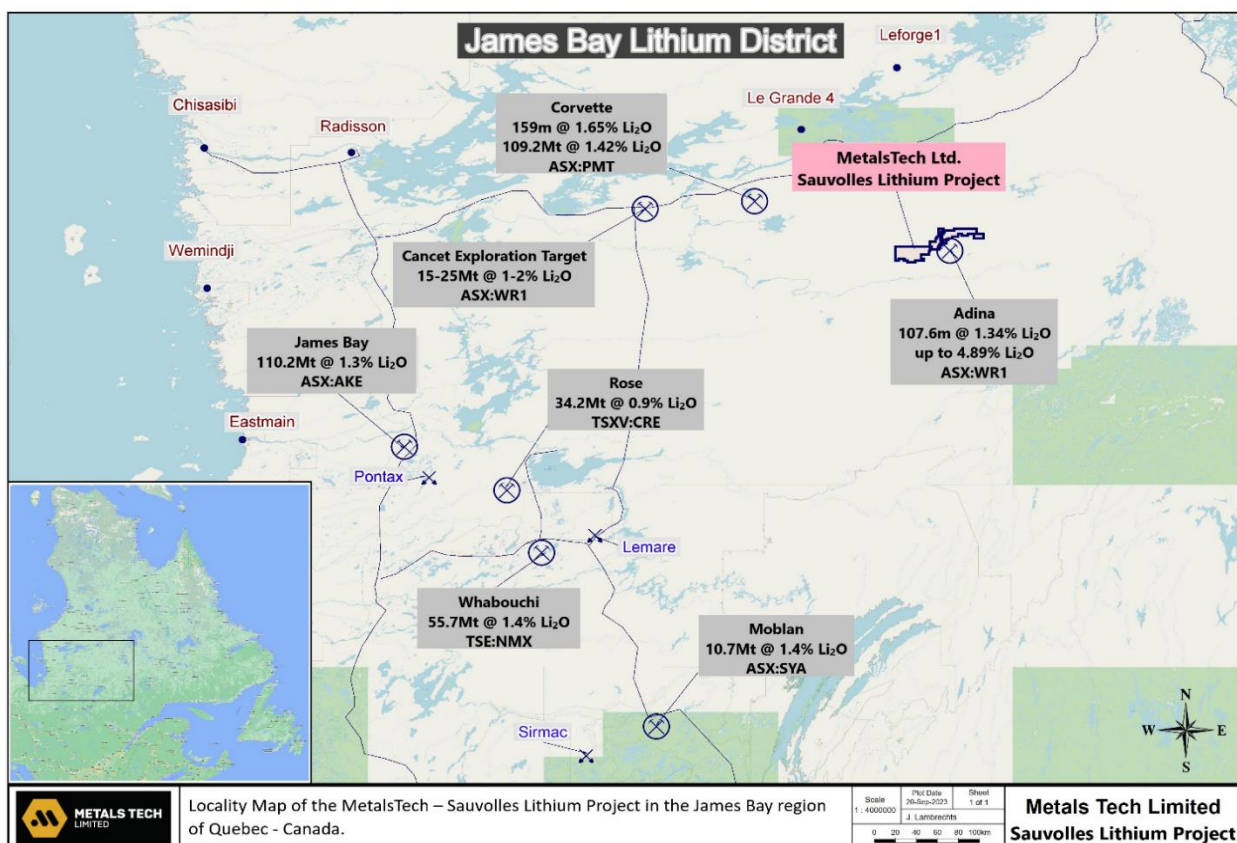 James Bay Lithium District
Leforge1
Le Grande 4
Corvette
159m @ 1.65% Li₂O
109.2Mt @ 1.42% Li₂O
ASX:PMT
Chisasibi
Radisson
MetalsTech Ltd.
Sauvolles Lithium Project
Wemindji
Cancet Exploration Target
15-25Mt @ 1-2% Li₂O
ASX:WR1
Adina
107.6m @ 1.34% Li₂O
up to 4.89% Li₂O
ASX:WR1
James Bay
110.2Mt @ 1.3% Li₂O
ASX:AKE
Rose
34.2Mt @ 0.9% Li₂O
TSXV:CRE
Eastmain
Pontax
Lemare
Whabouchi
55.7Mt @ 1.4% Li₂O
TSE:NMX
Moblan
10.7Mt @ 1.4% Li₂O
ASX:SYA
Sirmac
N
W E
S
METALS TECH
LIMITED
Locality Map of the MetalsTech – Sauvolles Lithium Project in the James Bay region
of Quebec - Canada.
Scale
1 : 4000000
Plot Date
20-Sep-2023
Sheet
1 of 1
J. Lambrechts
0 20 40 60 80 100km
Metals Tech Limited
Sauvolles Lithium Project